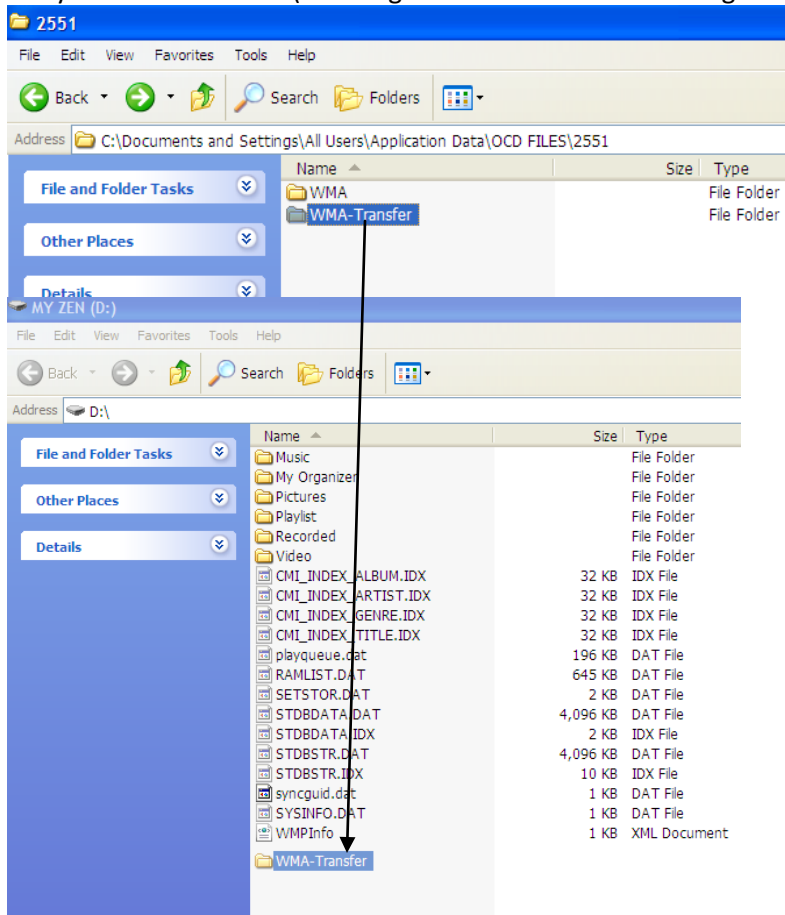 2551
File Edit View Favorites Tools Help
Back Search Folders
Address C:\Documents and Settings\All Users\Application Data\OCD FILES\2551
Name Size Type
File and Folder Tasks
WMA File Folder
WMA-Transfer File Folder
Other Places
Details
MY ZEN (D:)
File Edit View Favorites Tools Help
Back Search Folders
Address D:\
Name Size Type
File and Folder Tasks
Music File Folder
My Organizer File Folder
Other Places
Pictures File Folder
Playlist File Folder
Recorded File Folder
Details
Video File Folder
CMI_INDEX_ALBUM.IDX 32 KB IDX File
CMI_INDEX_ARTIST.IDX 32 KB IDX File
CMI_INDEX_GENRE.IDX 32 KB IDX File
CMI_INDEX_TITLE.IDX 32 KB IDX File
playqueue.dat 196 KB DAT File
RAMLIST.DAT 645 KB DAT File
SETSTOR.DAT 2 KB DAT File
STDBDATA.DAT 4,096 KB DAT File
STDBDATA.IDX 2 KB IDX File
STDBSTR.DAT 4,096 KB DAT File
STDBSTR.IDX 10 KB IDX File
syncguid.dat 1 KB DAT File
SYSINFO.DAT 1 KB DAT File
WMPInfo 1 KB XML Document
WMA-Transfer